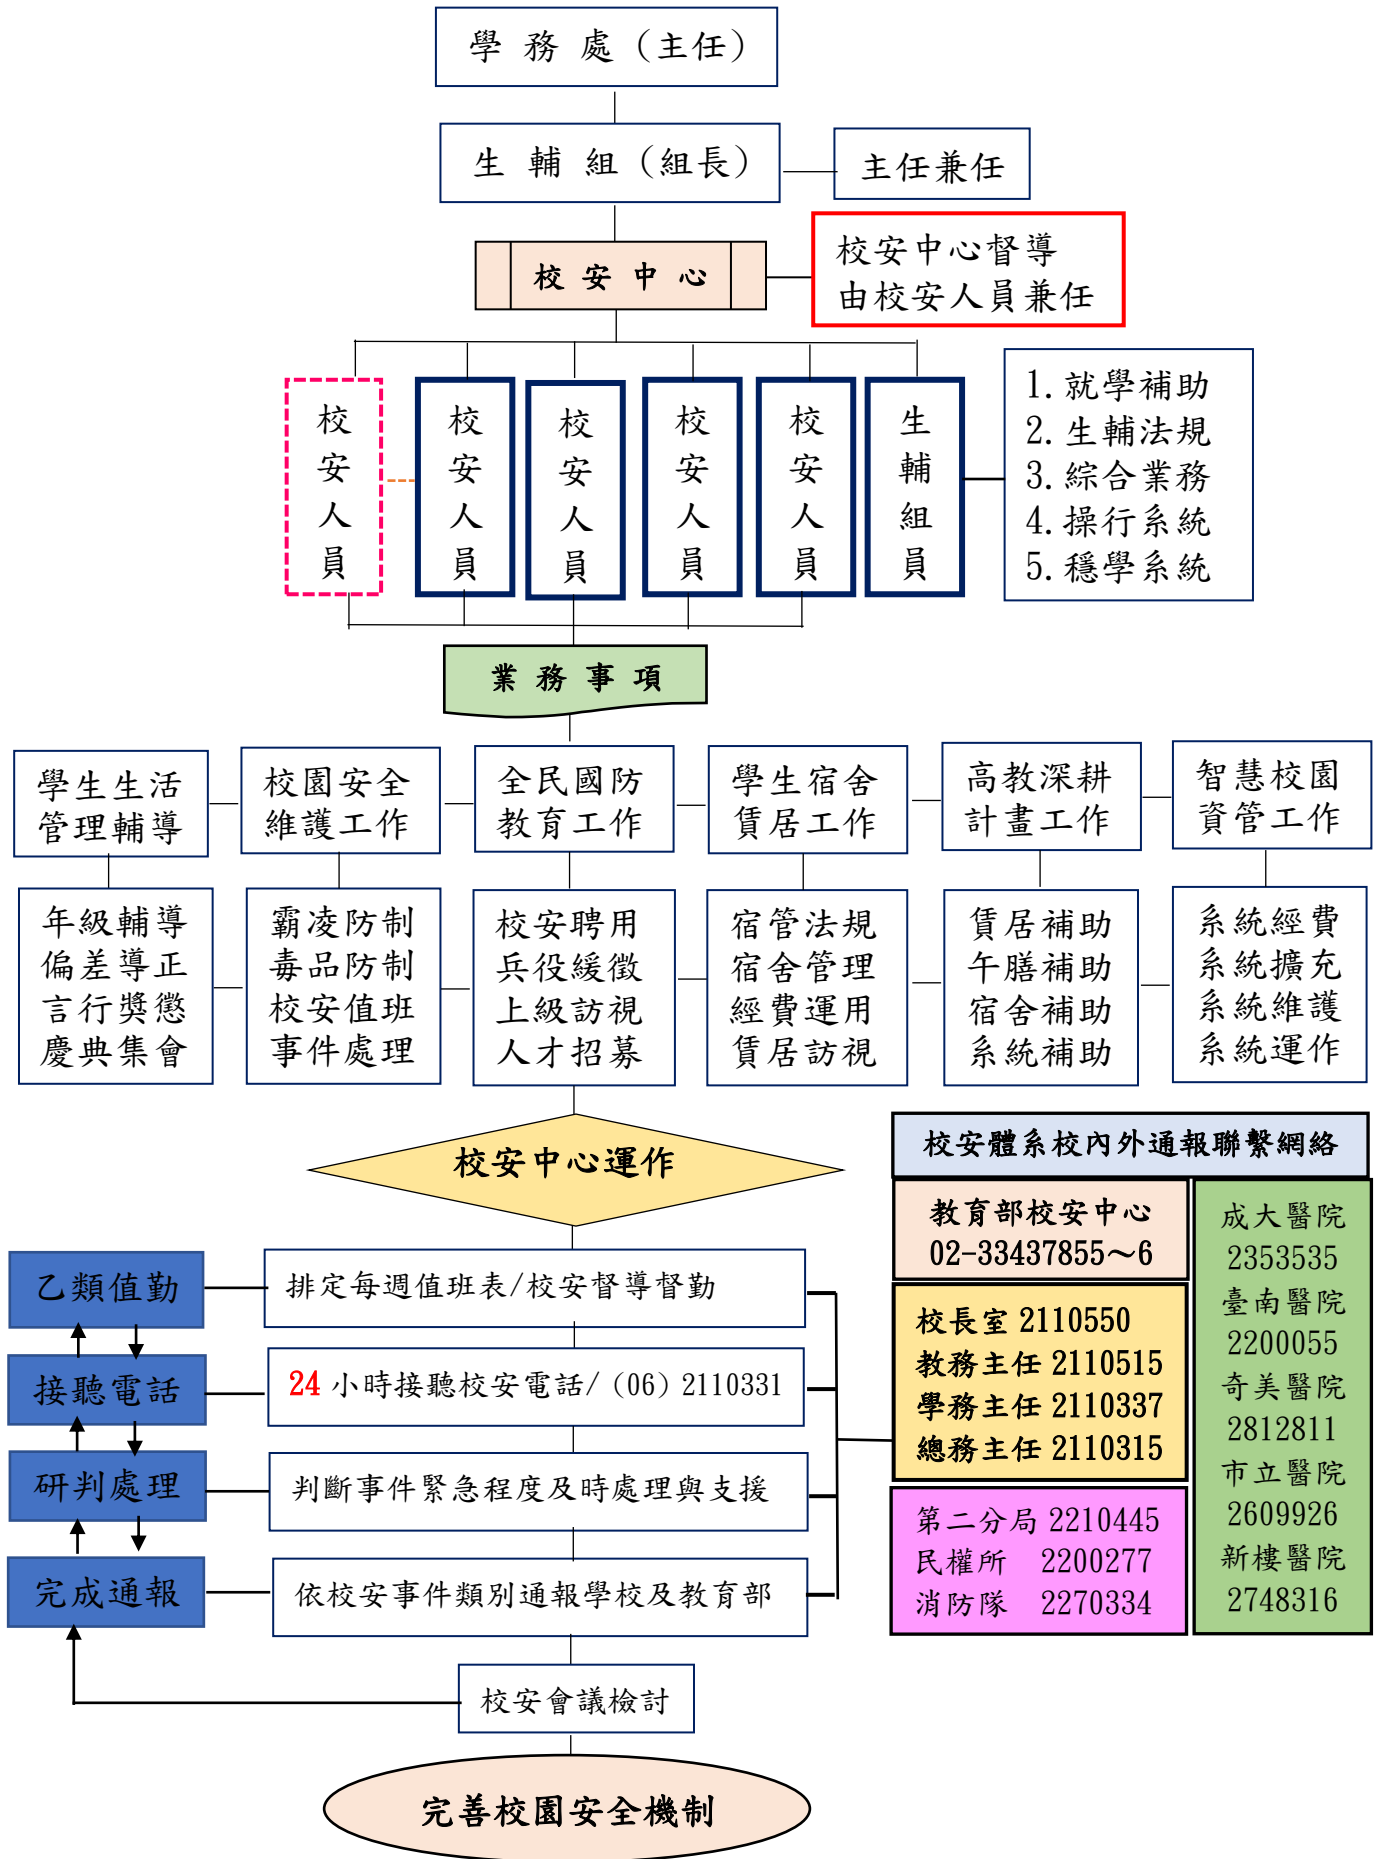 學 務 處（主任）
生 輔 組（組長）
主任兼任
校 安 中 心
校安中心督導
由校安人員兼任
校安人員
校安人員
校安人員
校安人員
校安人員
生輔組員
1. 就學補助
2. 生輔法規
3. 綜合業務
4. 操行系統
5. 穩學系統
業 務 事 項
學生生活
管理輔導
校園安全
維護工作
全民國防
教育工作
學生宿舍
賃居工作
高教深耕
計畫工作
智慧校園
資管工作
年級輔導
偏差導正
言行獎懲
慶典集會
霸凌防制
毒品防制
校安值班
事件處理
校安聘用
兵役緩徵
上級訪視
人才招募
宿管法規
宿舍管理
經費運用
賃居訪視
賃居補助
午膳補助
宿舍補助
系統補助
系統經費
系統擴充
系統維護
系統運作
校安中心運作
乙類值勤
排定每週值班表/校安督導督勤
接聽電話
24 小時接聽校安電話/（06）2110331
研判處理
判斷事件緊急程度及時處理與支援
完成通報
依校安事件類別通報學校及教育部
校安會議檢討
完善校園安全機制
校安體系校內外通報聯繫網絡
教育部校安中心
02-33437855～6
校長室 2110550
教務主任 2110515
學務主任 2110337
總務主任 2110315
第二分局 2210445
民權所 2200277
消防隊 2270334
成大醫院
2353535
臺南醫院
2200055
奇美醫院
2812811
市立醫院
2609926
新樓醫院
2748316